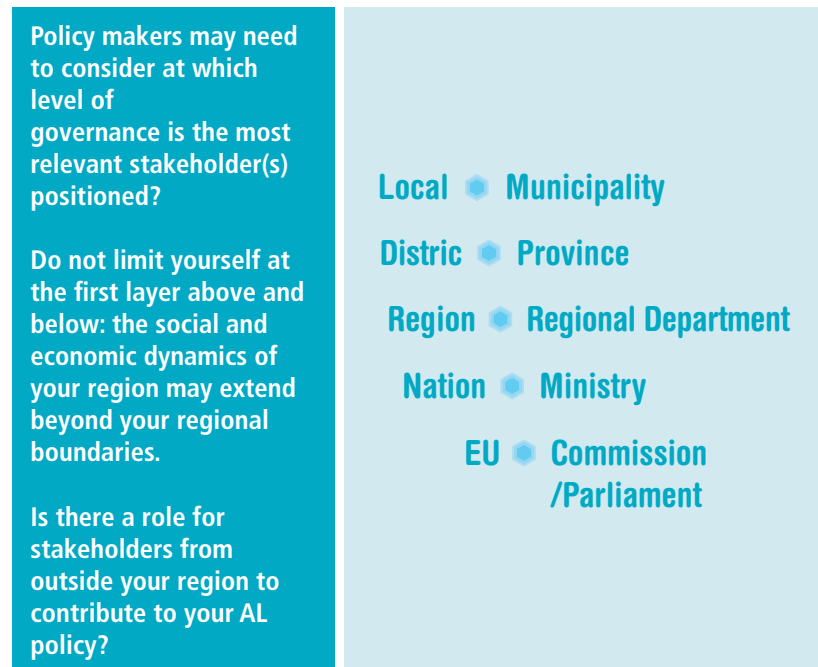 Policy makers may need
to consider at which
level of
governance is the most
relevant stakeholder(s)
positioned?
Do not limit yourself at
the first layer above and
below: the social and
economic dynamics of
your region may extend
beyond your regional
boundaries.
Is there a role for
stakeholders from
outside your region to
contribute to your AL
policy?
Local Municipality
Distric Province
Region Regional Department
Nation Ministry
EU Commission
/Parliament